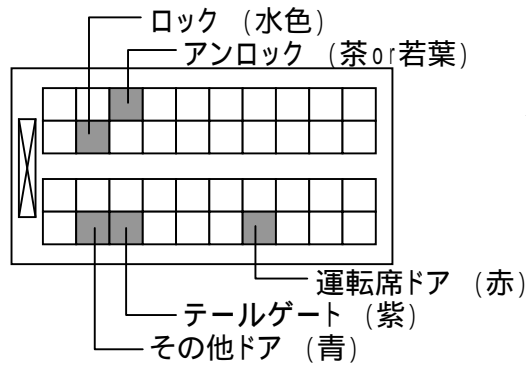 ロック （水色）
アンロック （茶or若葉）
運転席ドア （赤）
テールゲート （紫）
その他ドア （青）